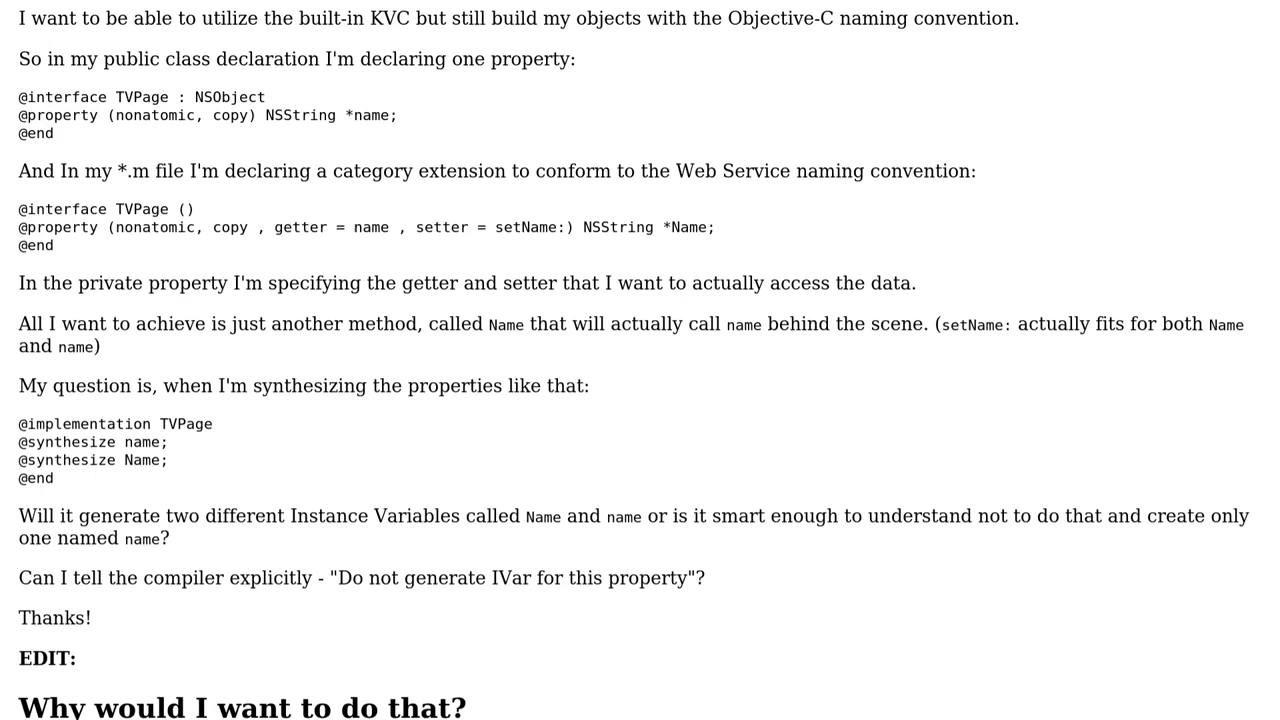 I want to be able to utilize the built-in KVC but still build my objects with the Objective-C naming convention.
So in my public class declaration I'm declaring one property:
@interface TVPage : NSObject
@property (nonatomic, copy) NSString *name;
@end
And In my *.m file I'm declaring a category extension to conform to the Web Service naming convention:
@interface TVPage ()
@property (nonatomic, copy , getter = name , setter = setName:) NSString *Name;
@end
In the private property I'm specifying the getter and setter that I want to actually access the data.
All I want to achieve is just another method, called Name that will actually call name behind the scene. (setName: actually fits for both Name
and name)
My question is, when I'm synthesizing the properties like that:
@implementation TVPage
@synthesize name;
@synthesize Name;
@end
Will it generate two different Instance Variables called Name and name or is it smart enough to understand not to do that and create only
one named name?
Can I tell the compiler explicitly - "Do not generate IVar for this property"?
Thanks!
EDIT:
Why would I want to do that?